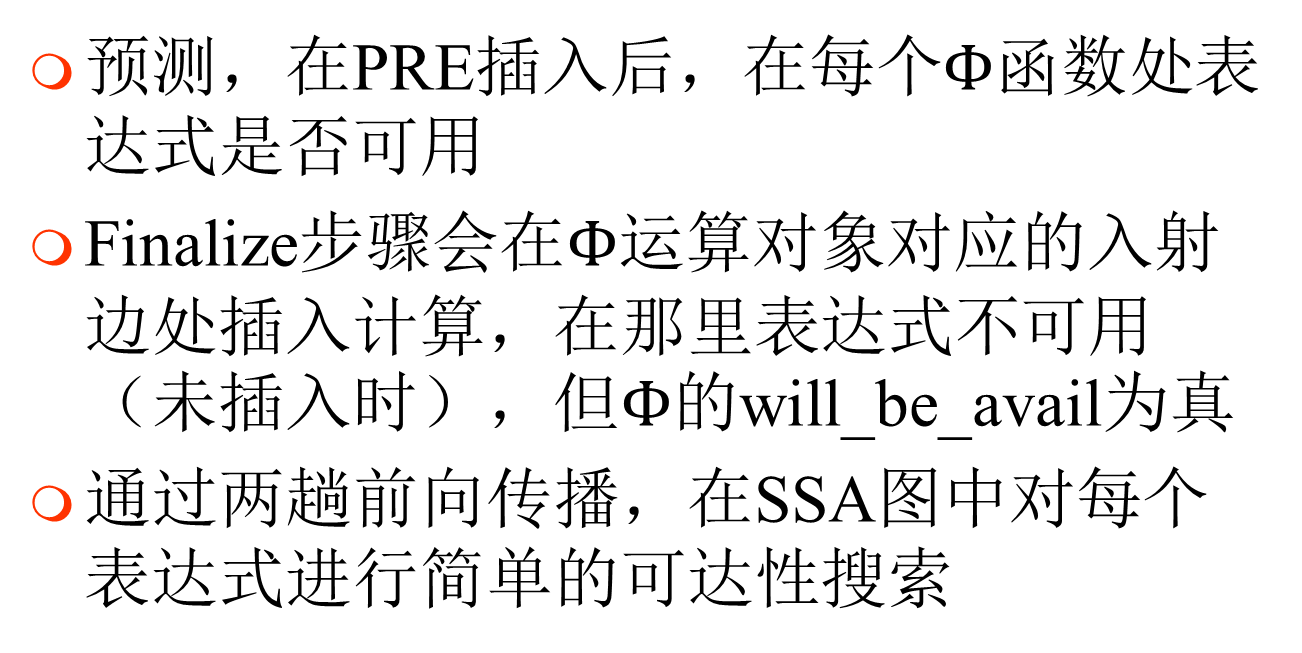 预测，在PRE插入后，在每个Φ函数处表
达式是否可用
Finalize步骤会在Φ运算对象对应的入射
边处插入计算，在那里表达式不可用
（未插入时），但Φ的will_be_avail为真
通过两趟前向传播，在SSA图中对每个
表达式进行简单的可达性搜索